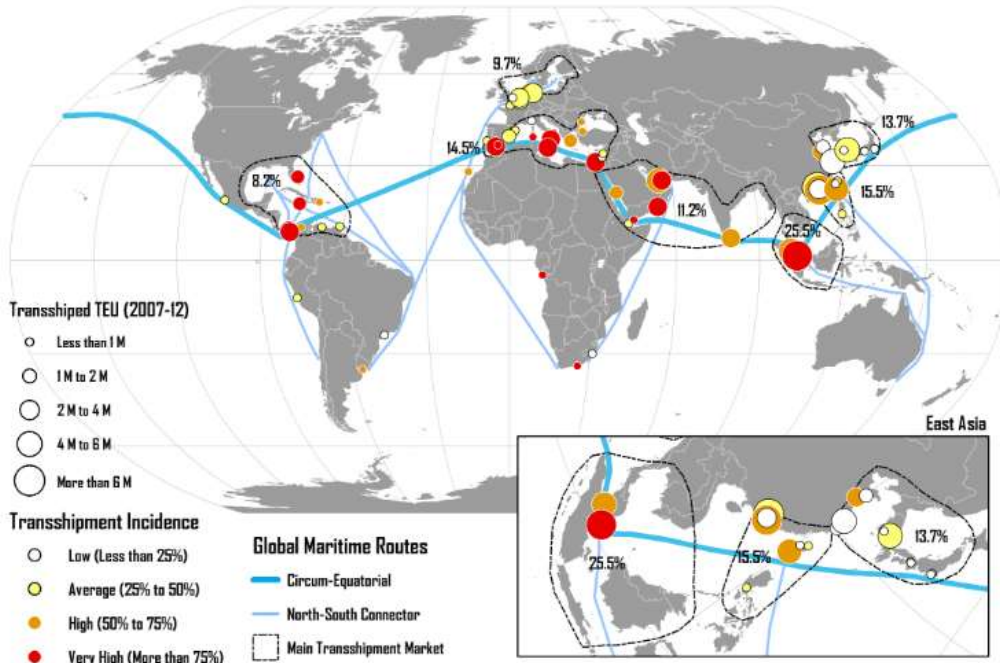 9.7%
13.7%
14.5%
8.2%
15.5%
11.2%
25.5%
Transshiped TEU (2007-12)
Less than 1 M
1 M to 2 M
2 M to 4 M
4 M to 6 M
More than 6 M
Transshipment Incidence
Low (Less than 25%)
Average (25% to 50%)
High (50% to 75%)
Very High (More than 75%)
Global Maritime Routes
Circum-Equatorial
North-South Connector
Main Transshipment Market
East Asia
13.7%
15.5%
25.5%